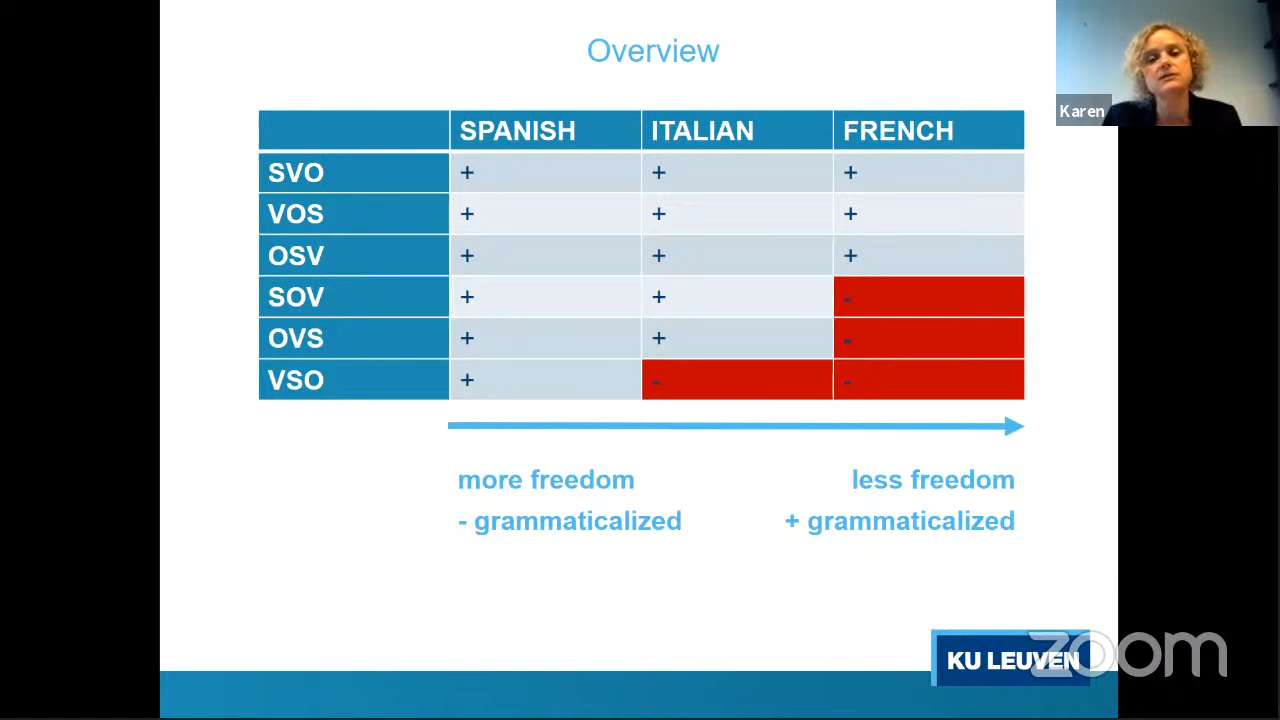 Overview
Karen
SPANISH ITALIAN FRENCH
SVO + + +
VOS + + +
OSV + + +
SOV + + -
OVS + + -
VSO + - -
more freedom less freedom
- grammaticalized + grammaticalized
KU LEUVEN
zoom